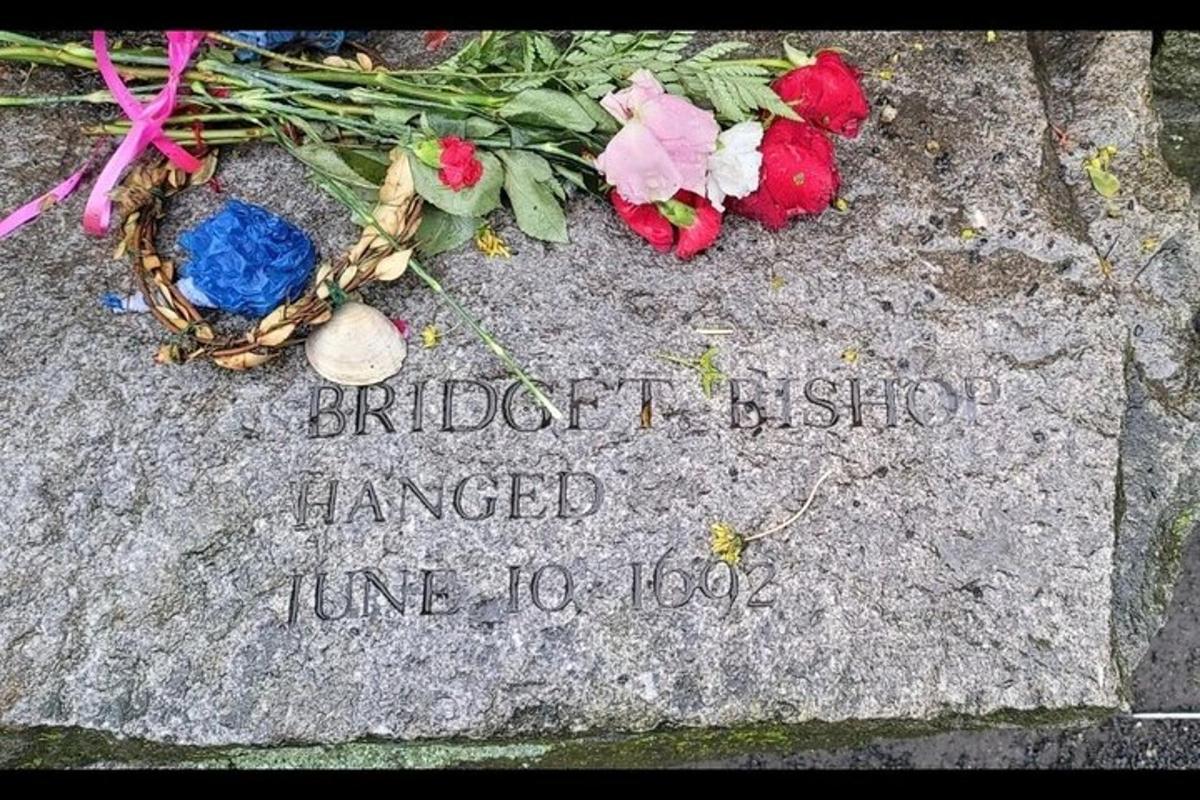 BRIDGET BISHOP
HANGED
JUNE 10, 1692